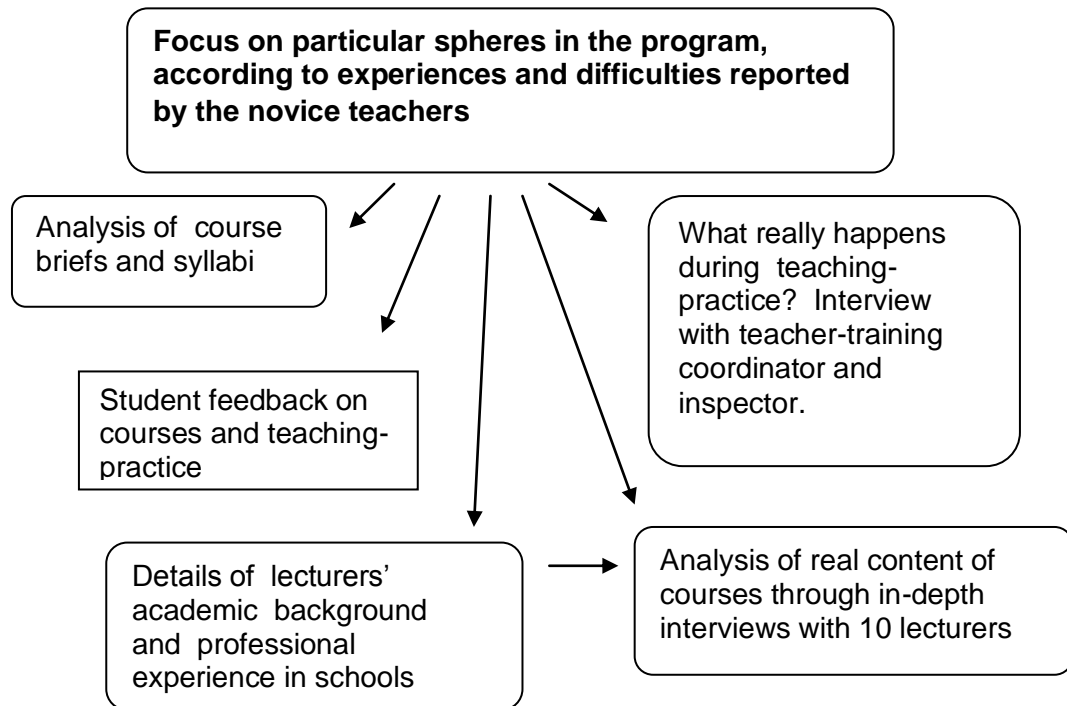 Focus on particular spheres in the program,
according to experiences and difficulties reported
by the novice teachers
Analysis of course
briefs and syllabi
What really happens
during teaching-
practice? Interview
with teacher-training
coordinator and
inspector.
Student feedback on
courses and teaching-
practice
Details of lecturers’
academic background
and professional
experience in schools
Analysis of real content of
courses through in-depth
interviews with 10 lecturers